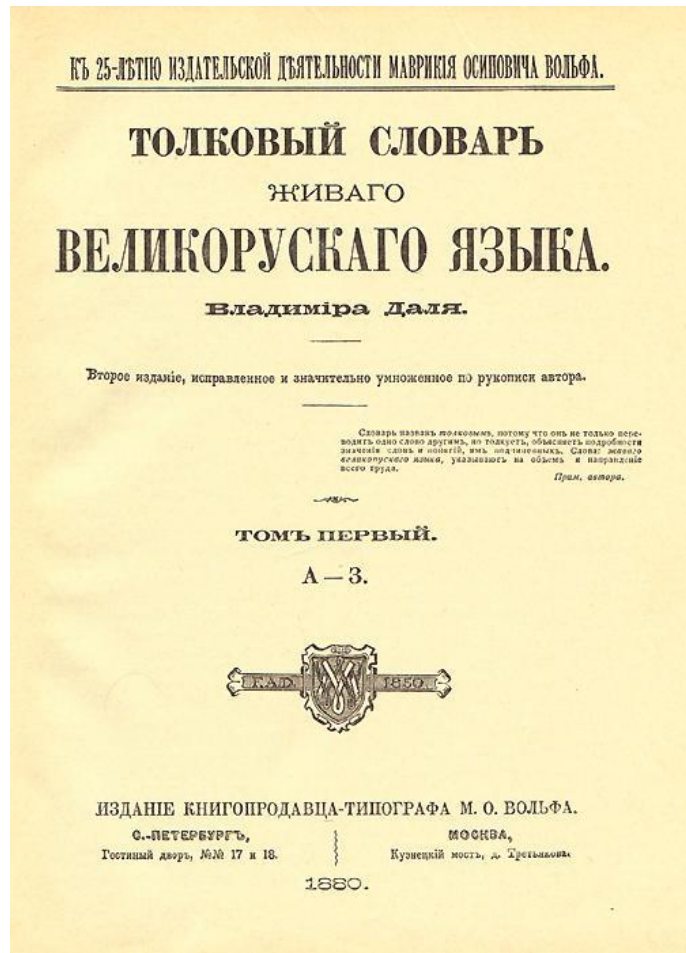 КЪ 25-ЛѢТІЮ ИЗДАТЕЛЬСКОЙ ДѢЯТЕЛЬНОСТИ МАВРИКІЯ ОСИПОВИЧА ВОЛЬФА.
ТОЛКОВЫЙ СЛОВАРЬ
ЖИВАГО
ВЕЛИКОРУСКАГО ЯЗЫКА.
Владиміра Даля.
Второе изданіе, исправленное и значительно умноженное по рукописи автора.
Словарь названъ толковымъ, потому что онъ не только пере-
водитъ одно слово другимъ, но толкуетъ, объясняетъ подробности
значенія словъ и понятій, имъ подчиненныхъ. Слова: живаго
великорускаго языка, указываютъ на объемъ и направленіе
всего труда.
Прим. автора.
ТОМЪ ПЕРВЫЙ.
А — З.
F.A.D. 1850.
ИЗДАНІЕ КНИГОПРОДАВЦА-ТИПОГРАФА М. О. ВОЛЬФА.
С.-ПЕТЕРБУРГЪ,
Гостиный дворъ, №№ 17 и 18.
МОСКВА,
Кузнецкій мостъ, д. Третьякова.
1880.